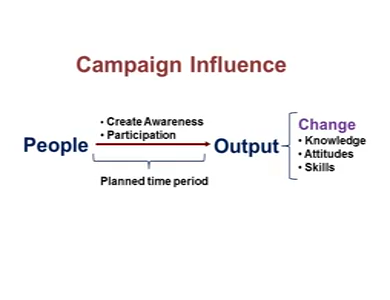 Campaign Influence
• Create Awareness
• Participation
People
Output
Planned time period
Change
• Knowledge
• Attitudes
• Skills